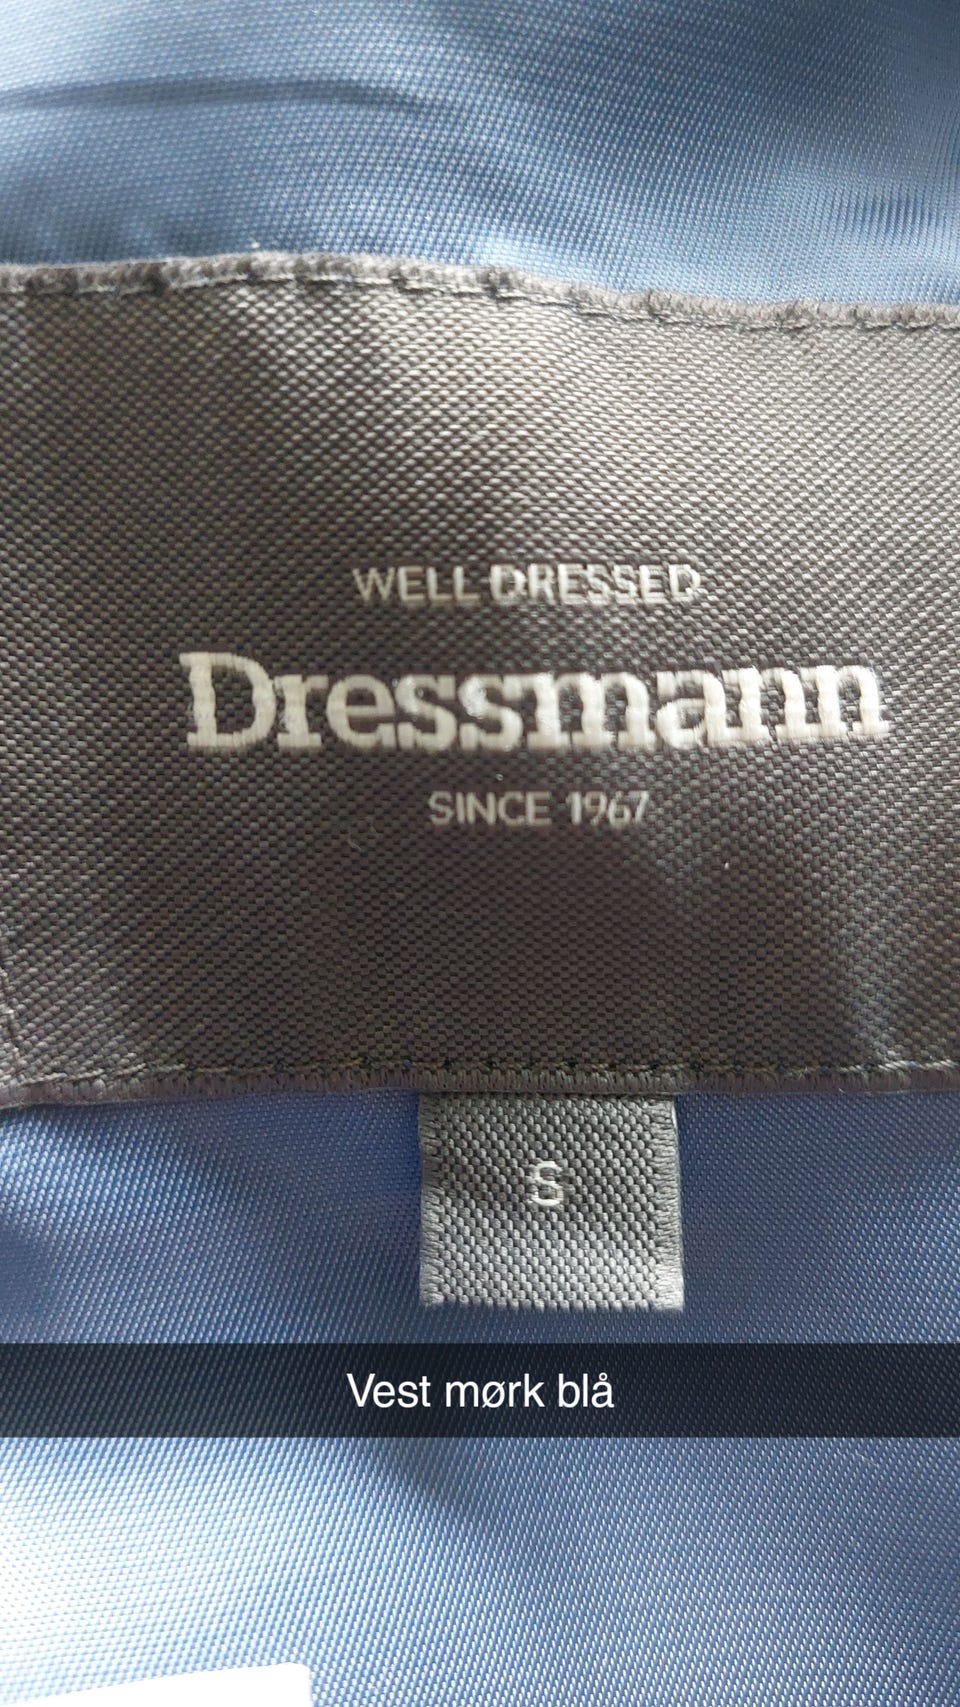 WELL DRESSED
Dressmann
SINCE 1967
S
Vest mørk blå